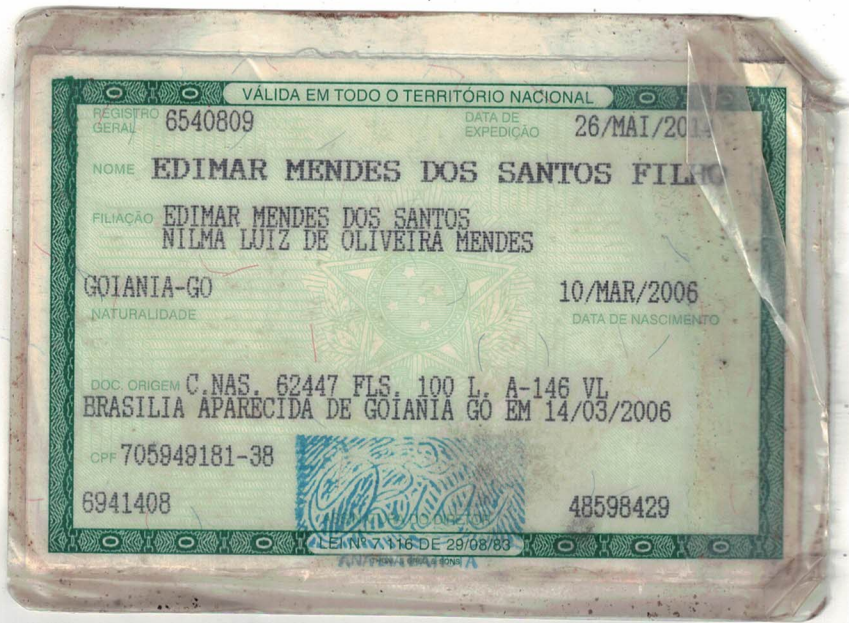 VÁLIDA EM TODO O TERRITÓRIO NACIONAL
REGISTRO GERAL 6540809 DATA DE EXPEDIÇÃO 26/MAI/201
NOME EDIMAR MENDES DOS SANTOS FILHO
FILIAÇÃO EDIMAR MENDES DOS SANTOS
NILMA LUIZ DE OLIVEIRA MENDES
GOIANIA-GO 10/MAR/2006
NATURALIDADE DATA DE NASCIMENTO
DOC. ORIGEM C.NAS. 62447 FLS. 100 L. A-146 VL
BRASILIA APARECIDA DE GOIANIA GO EM 14/03/2006
CPF 705949181-38
6941408 48598429
LEI Nº 7.116 DE 29/08/83